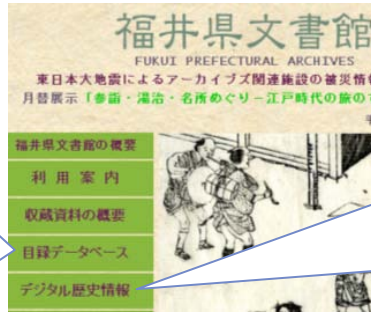 福井県文書館
FUKUI PREFECTURAL ARCHIVES
東日本大地震によるアーカイブズ関連施設の被災情
月替展示「参詣・湯治・名所めぐり－江戸時代の旅の
福井県文書館の概要
利用案内
収蔵資料の概要
目録データベース
デジタル歴史情報